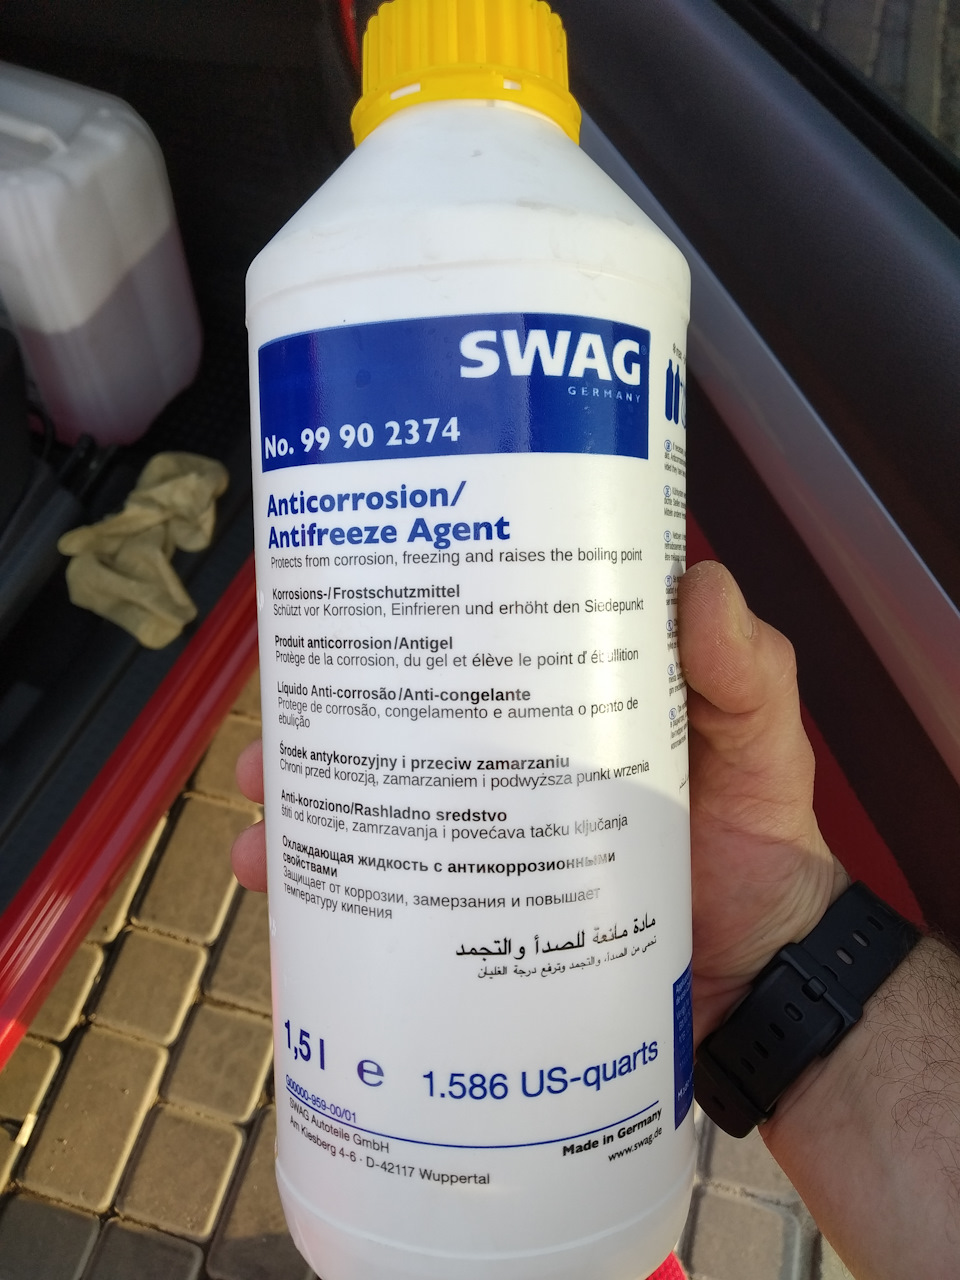 SWAG
GERMANY
No. 99 90 2374
Anticorrosion/
Antifreeze Agent
Protects from corrosion, freezing and raises the boiling point
Korrosions-/Frostschutzmittel
Schützt vor Korrosion, Einfrieren und erhöht den Siedepunkt
Produit anticorrosion/Antigel
Protège de la corrosion, du gel et élève le point d' ébullition
Líquido Anti-corrosão/Anti-congelante
Protege de corrosão, congelamento e aumenta o ponto de
ebulição
Środek antykorozyjny i przeciw zamarzaniu
Chroni przed korozją, zamarzaniem i podwyższa punkt wrzenia
Anti-koroziono/Rashladno sredstvo
štiti od korozije, zamrzavanja i povećava tačku ključanja
Охлаждающая жидкость с антикоррозионными
свойствами
Защищает от коррозии, замерзания и повышает
температуру кипения
مادة مانعة للصدأ والتجمد
تحمى من الصدأ، والتجمد وترفع درجة الغليان
1,5 l e 1.586 US-quarts
G00000-959-00/01
SWAG Autoteile GmbH
Am Kiesberg 4-6 · D-42117 Wuppertal
Made in Germany
www.swag.de